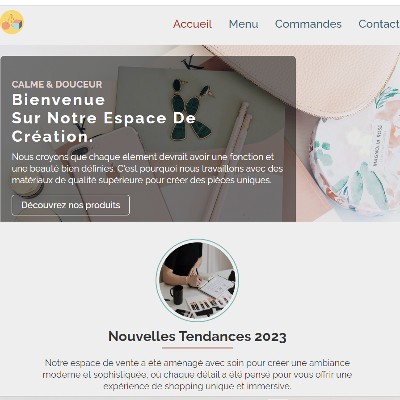 Accueil Menu Commandes Contact
CALME & DOUCEUR
Bienvenue
Sur Notre Espace De
Création.
Nous croyons que chaque élément devrait avoir une fonction et
une beauté bien définies. C'est pourquoi nous travaillons avec des
matériaux de qualité supérieure pour créer des pièces uniques.
Découvrez nos produits
Nouvelles Tendances 2023
Notre espace de vente a été aménagé avec soin pour créer une ambiance
moderne et sophistiquée, où chaque détail a été pensé pour vous offrir une
expérience de shopping unique et immersive.